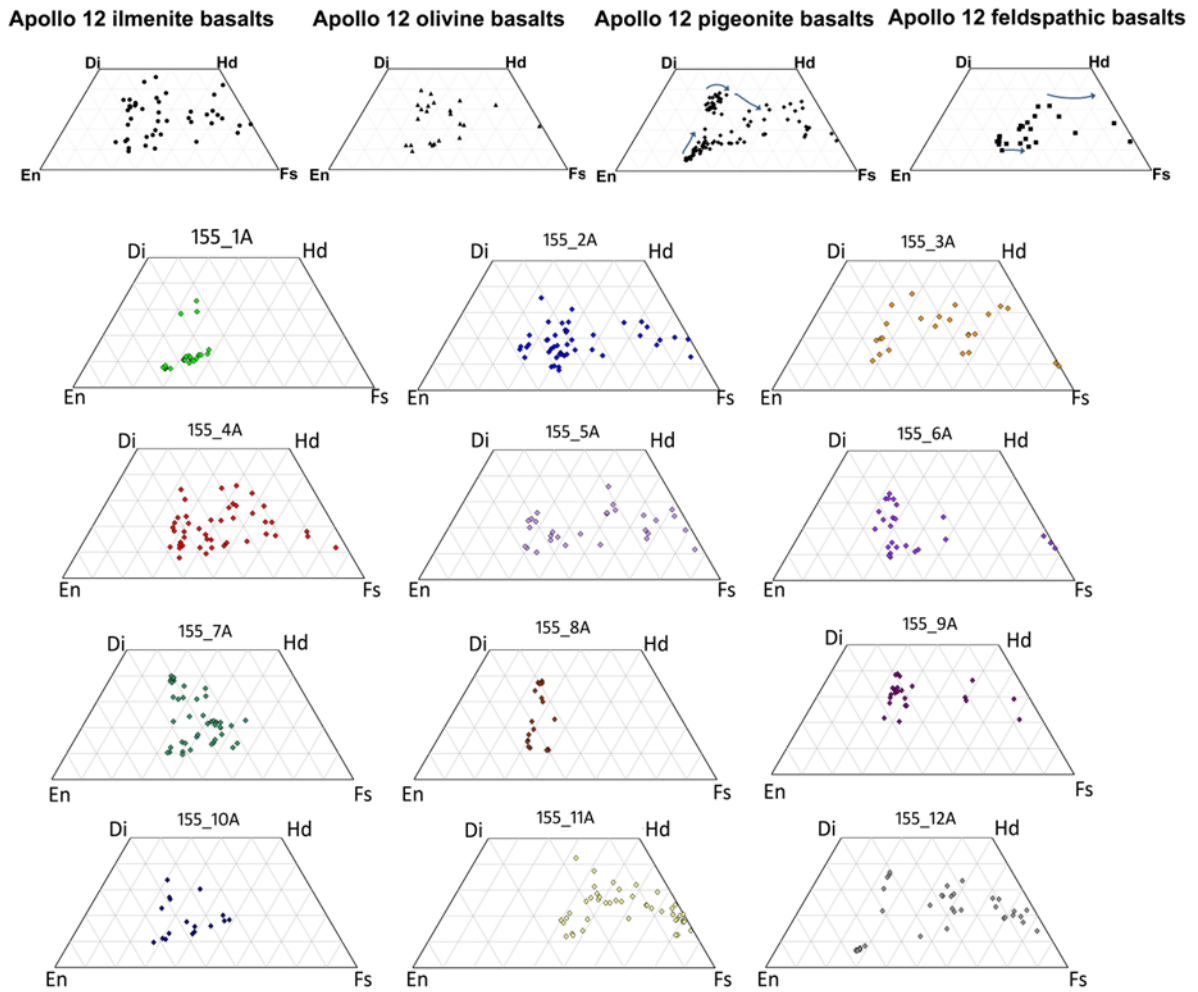 Apollo 12 ilmenite basalts Apollo 12 olivine basalts Apollo 12 pigeonite basalts Apollo 12 feldspathic basalts
Di Hd Di Hd Di Hd Di Hd
En Fs En Fs En Fs En Fs
155_1A 155_2A 155_3A
Di Hd Di Hd Di Hd
En Fs En Fs En Fs
155_4A 155_5A 155_6A
Di Hd Di Hd Di Hd
En Fs En Fs En Fs
155_7A 155_8A 155_9A
Di Hd Di Hd Di Hd
En Fs En Fs En Fs
155_10A 155_11A 155_12A
Di Hd Di Hd Di Hd
En Fs En Fs En Fs